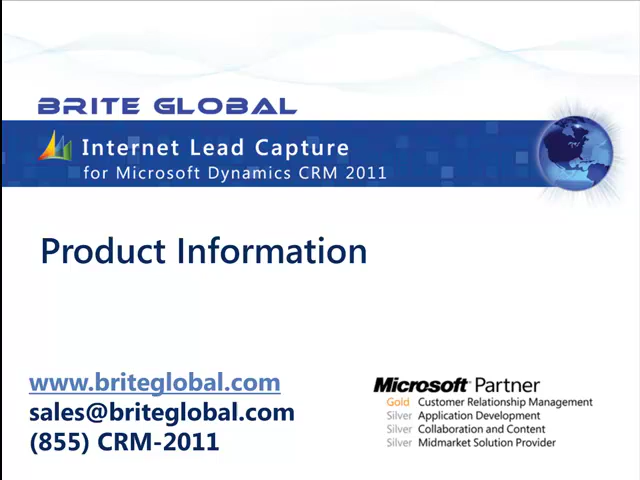 BRITE GLOBAL
Internet Lead Capture
for Microsoft Dynamics CRM 2011
Product Information
www.briteglobal.com
sales@briteglobal.com
(855) CRM-2011
Microsoft Partner
Gold Customer Relationship Management
Silver Application Development
Silver Collaboration and Content
Silver Midmarket Solution Provider